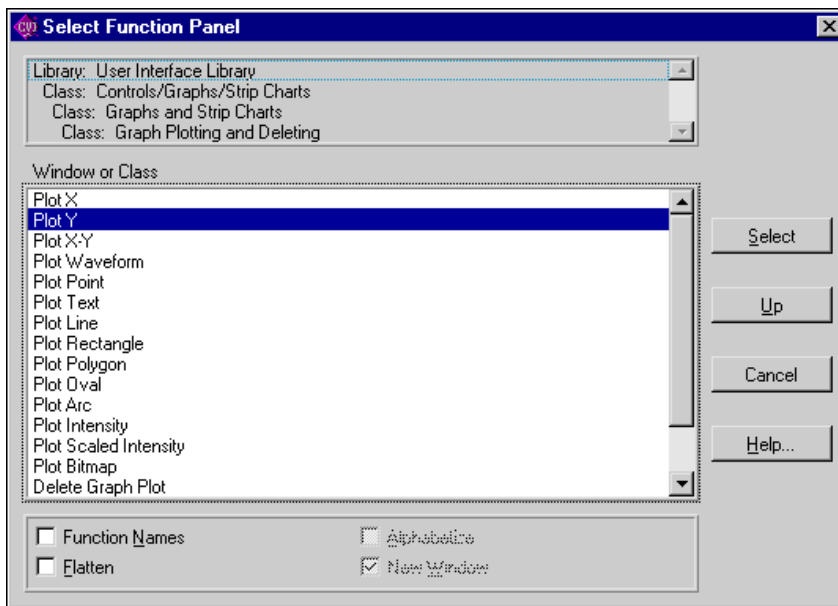 CVI Select Function Panel
Library: User Interface Library
Class: Controls/Graphs/Strip Charts
Class: Graphs and Strip Charts
Class: Graph Plotting and Deleting
Window or Class
Plot X
Plot Y
Plot X-Y
Plot Waveform
Plot Point
Plot Text
Plot Line
Plot Rectangle
Plot Polygon
Plot Oval
Plot Arc
Plot Intensity
Plot Scaled Intensity
Plot Bitmap
Delete Graph Plot
Select
Up
Cancel
Help...
Function Names
Alphabetize
Flatten
New Window